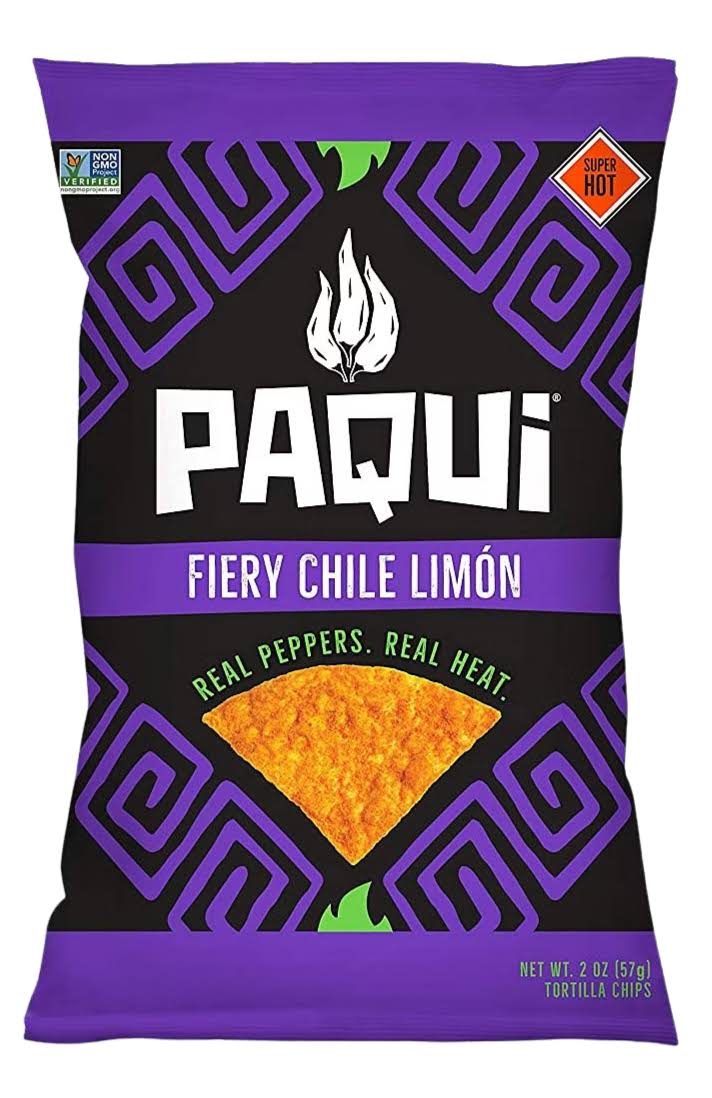 NON
GMO
Project
VERIFIED
nongmoproject.org
SUPER
HOT
PAQUI®
FIERY CHILE LIMÓN
REAL PEPPERS. REAL HEAT.
NET WT. 2 OZ (57g)
TORTILLA CHIPS